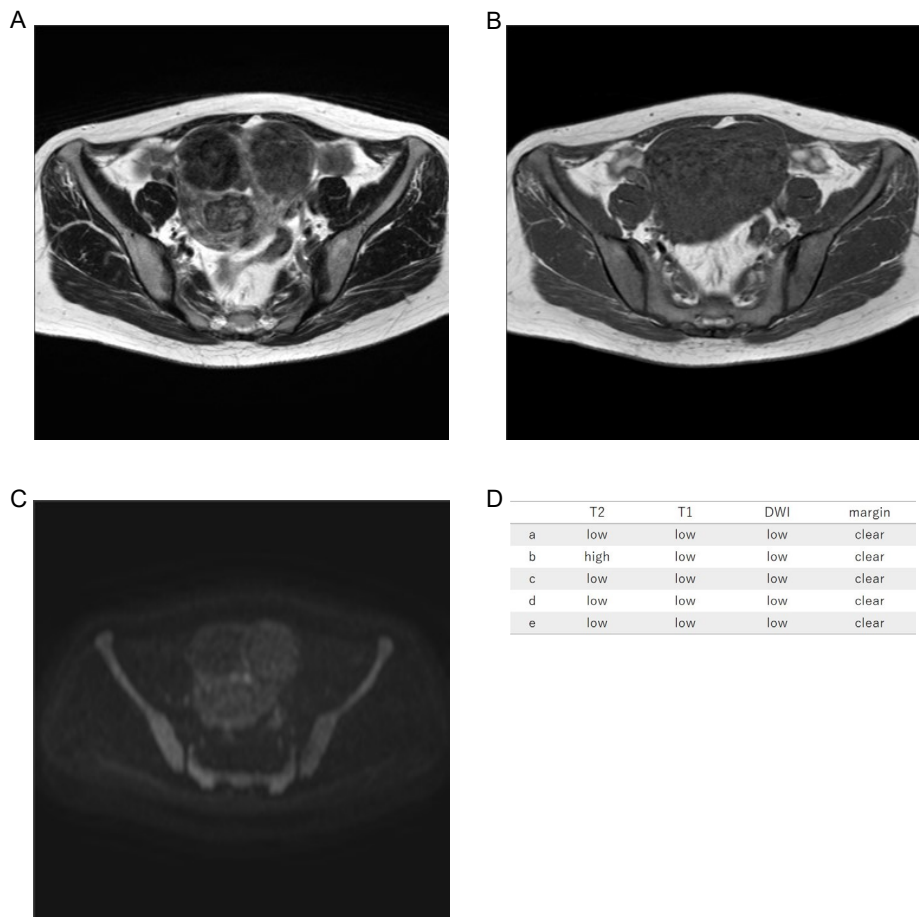 A
B
C
D
T2 T1 DWI margin
a low low low clear
b high low low clear
c low low low clear
d low low low clear
e low low low clear